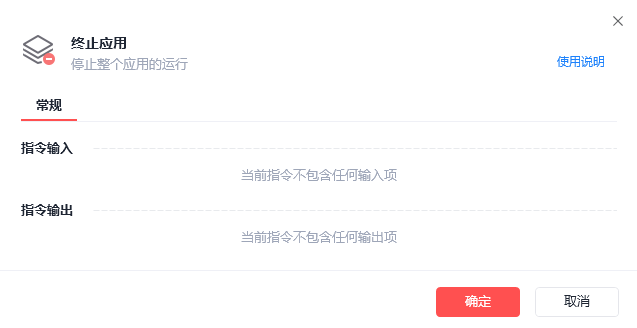 终止应用
停止整个应用的运行
使用说明
常规
指令输入
当前指令不包含任何输入项
指令输出
当前指令不包含任何输出项
确定
取消